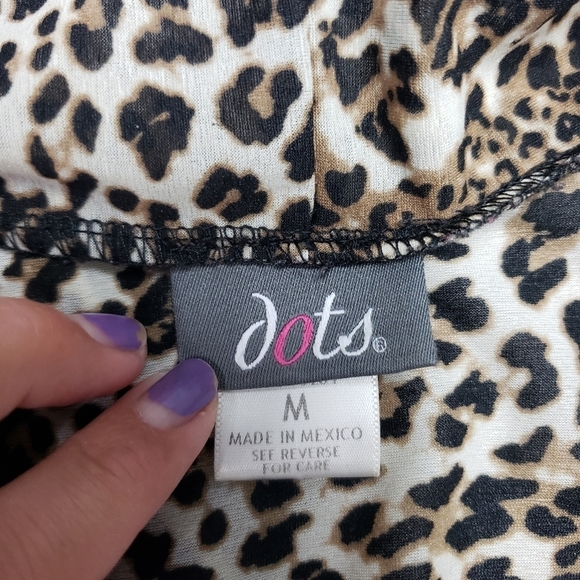 dots®
M
MADE IN MEXICO
SEE REVERSE
FOR CARE